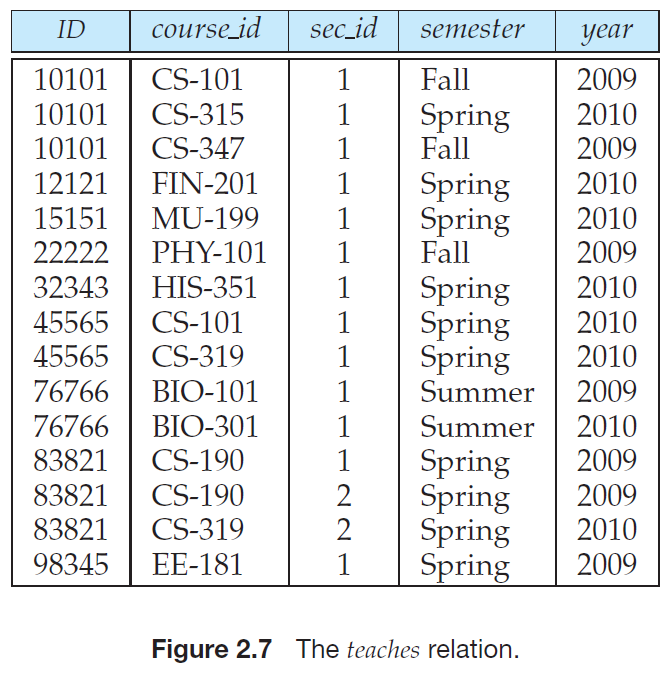 ID course_id sec_id semester year
10101 CS-101 1 Fall 2009
10101 CS-315 1 Spring 2010
10101 CS-347 1 Fall 2009
12121 FIN-201 1 Spring 2010
15151 MU-199 1 Spring 2010
22222 PHY-101 1 Fall 2009
32343 HIS-351 1 Spring 2010
45565 CS-101 1 Spring 2010
45565 CS-319 1 Spring 2010
76766 BIO-101 1 Summer 2009
76766 BIO-301 1 Summer 2010
83821 CS-190 1 Spring 2009
83821 CS-190 2 Spring 2009
83821 CS-319 2 Spring 2010
98345 EE-181 1 Spring 2009
Figure 2.7 The teaches relation.